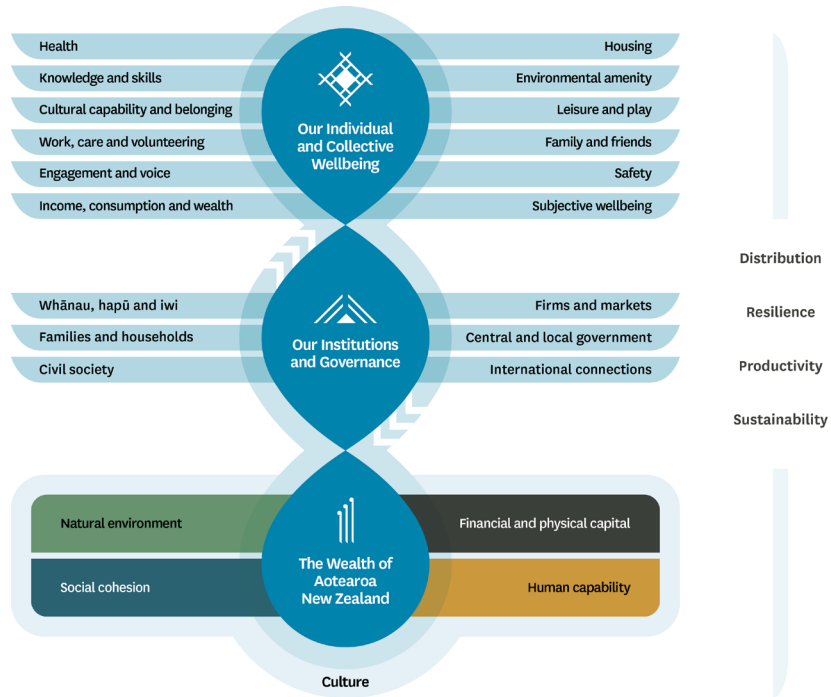 Health
Knowledge and skills
Cultural capability and belonging
Work, care and volunteering
Engagement and voice
Income, consumption and wealth
Our Individual
and Collective
Wellbeing
Housing
Environmental amenity
Leisure and play
Family and friends
Safety
Subjective wellbeing
Whānau, hapū and iwi
Families and households
Civil society
Our Institutions
and Governance
Firms and markets
Central and local government
International connections
Natural environment
Social cohesion
The Wealth of
Aotearoa
New Zealand
Financial and physical capital
Human capability
Culture
Distribution
Resilience
Productivity
Sustainability